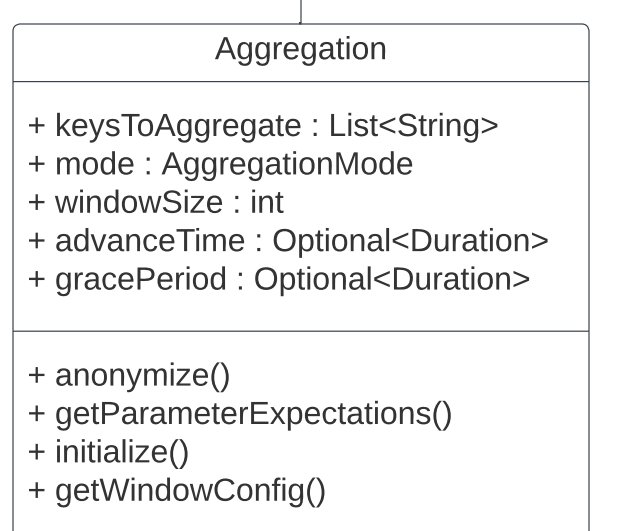 Aggregation
+ keysToAggregate : List<String>
+ mode : AggregationMode
+ windowSize : int
+ advanceTime : Optional<Duration>
+ gracePeriod : Optional<Duration>
+ anonymize()
+ getParameterExpectations()
+ initialize()
+ getWindowConfig()